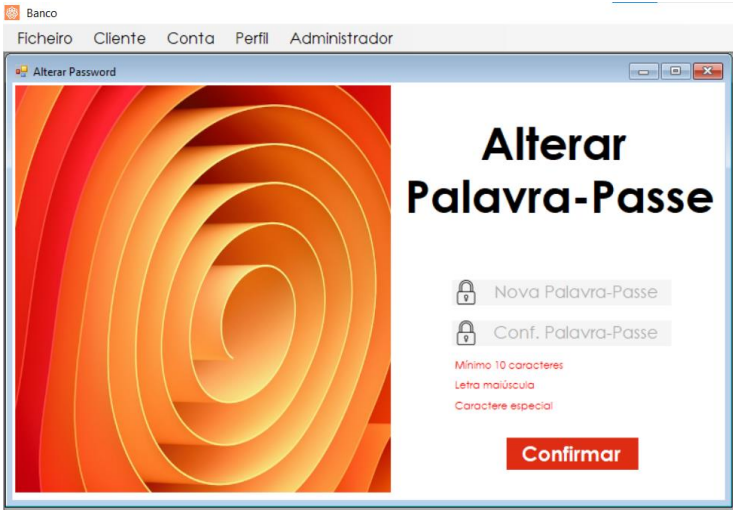 Banco
Ficheiro Cliente Conta Perfil Administrador
Alterar Password
Alterar
Palavra-Passe
Nova Palavra-Passe
Conf. Palavra-Passe
Mínimo 10 caracteres
Letra maiúscula
Caractere especial
Confirmar